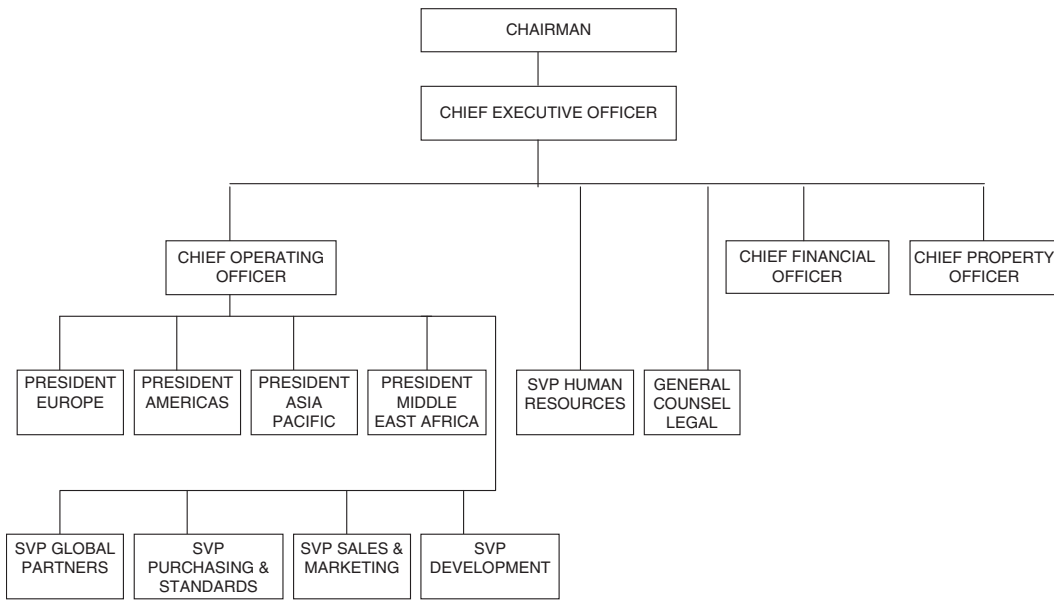 CHAIRMAN
CHIEF EXECUTIVE OFFICER
CHIEF OPERATING
OFFICER
CHIEF FINANCIAL
OFFICER
CHIEF PROPERTY
OFFICER
PRESIDENT
EUROPE
PRESIDENT
AMERICAS
PRESIDENT
ASIA
PACIFIC
PRESIDENT
MIDDLE
EAST AFRICA
SVP HUMAN
RESOURCES
GENERAL
COUNSEL
LEGAL
SVP GLOBAL
PARTNERS
SVP
PURCHASING &
STANDARDS
SVP SALES &
MARKETING
SVP
DEVELOPMENT